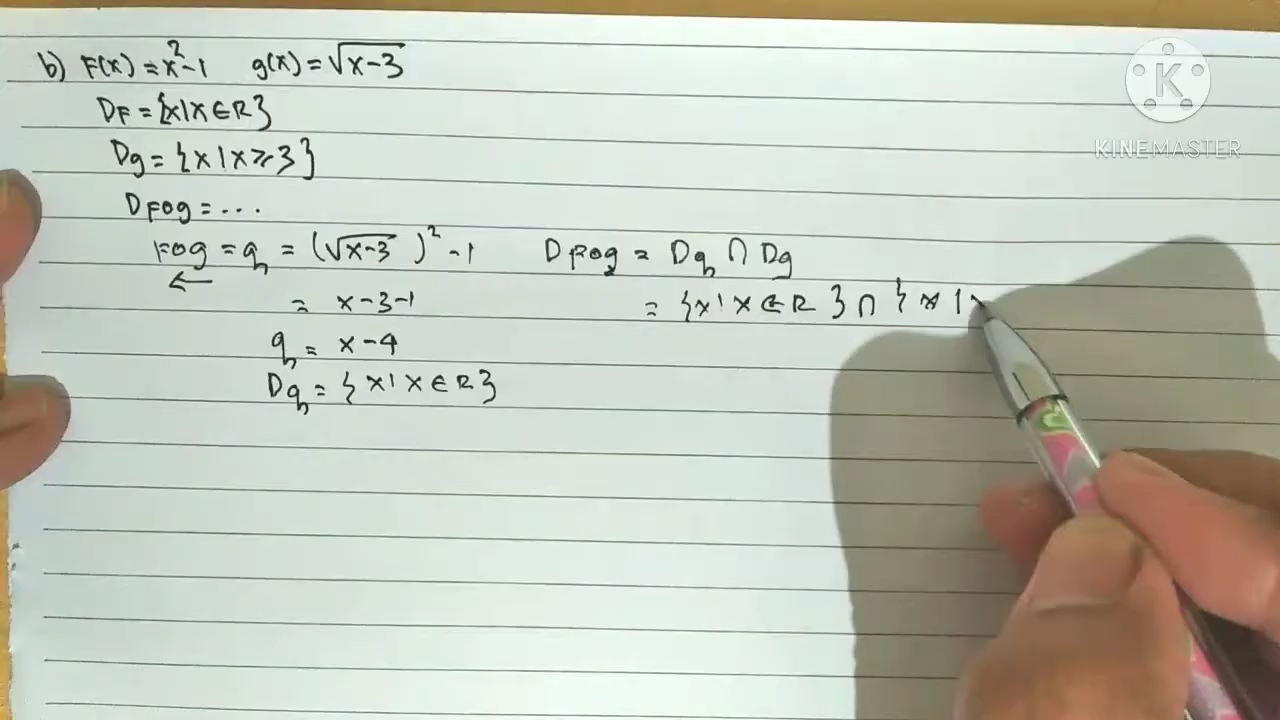 b) F(x) = x² - 1 g(x) = √x-3
DF = {x|x ∈ R}
Dg = {x|x ≥ 3}
DFog = ...
Fog = h = (√x-3)² - 1
←
= x - 3 - 1
h = x - 4
Dh = {x|x ∈ R}
DFog = Dh ∩ Dg
= {x|x ∈ R} ∩ {x|
K
KINEMASTER